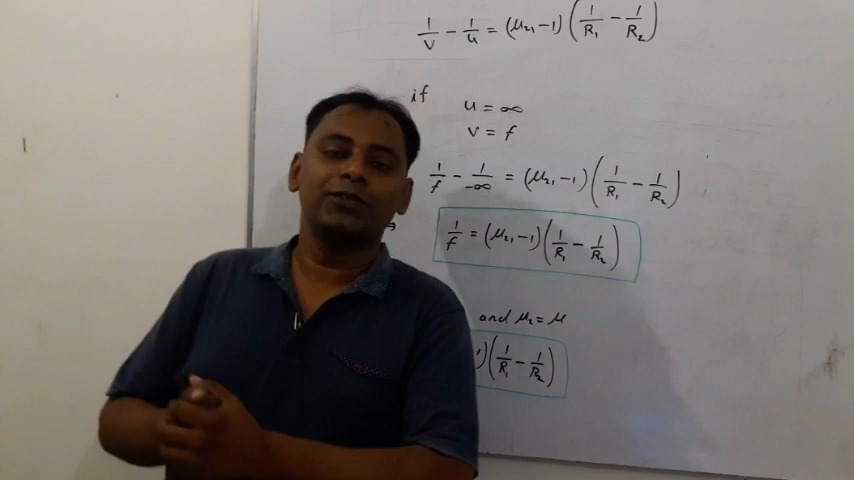 1/v - 1/u = (μ₂₁ - 1) (1/R₁ - 1/R₂)
if
u = ∞
v = f
1/f - 1/-∞ = (μ₂₁ - 1) (1/R₁ - 1/R₂)
⇒ 1/f = (μ₂₁ - 1) (1/R₁ - 1/R₂)
and μ₂ = μ
) (1/R₁ - 1/R₂)